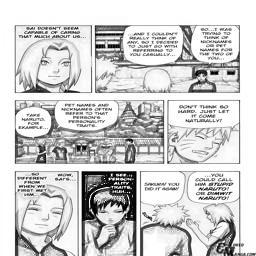 SO...I WAS
TRYING
TO THINK OF
NICKNAMES
OR PET
NAMES FOR
THE TWO OF
YOU...
...AND I COULDN'T
REALLY THINK OF
ANY. SO I DECIDED
TO JUST GO WITH
REFERRING TO
YOU CASUALLY...
SAI DOESN'T SEEM
CAPABLE OF CARING
THAT MUCH ABOUT US...
DON'T THINK SO
HARD. JUST LET
IT COME
NATURALLY!
PET NAMES AND
NICKNAMES OFTEN
REFER TO THAT
PERSON'S
PERSONALITY
TRAITS.
TAKE
NARUTO,
FOR
EXAMPLE...
YOU
COULD CALL
HIM STUPID
NARUTO!
OR DIMWIT
NARUTO!
SAKURA! YOU
DID IT AGAIN!
I SEE...
PERSON-
ALITY
TRAITS,
HUH...
WOW,
SAI'S...
...SO
DIFFERENT
FROM WHEN
WE FIRST
MET HIM...